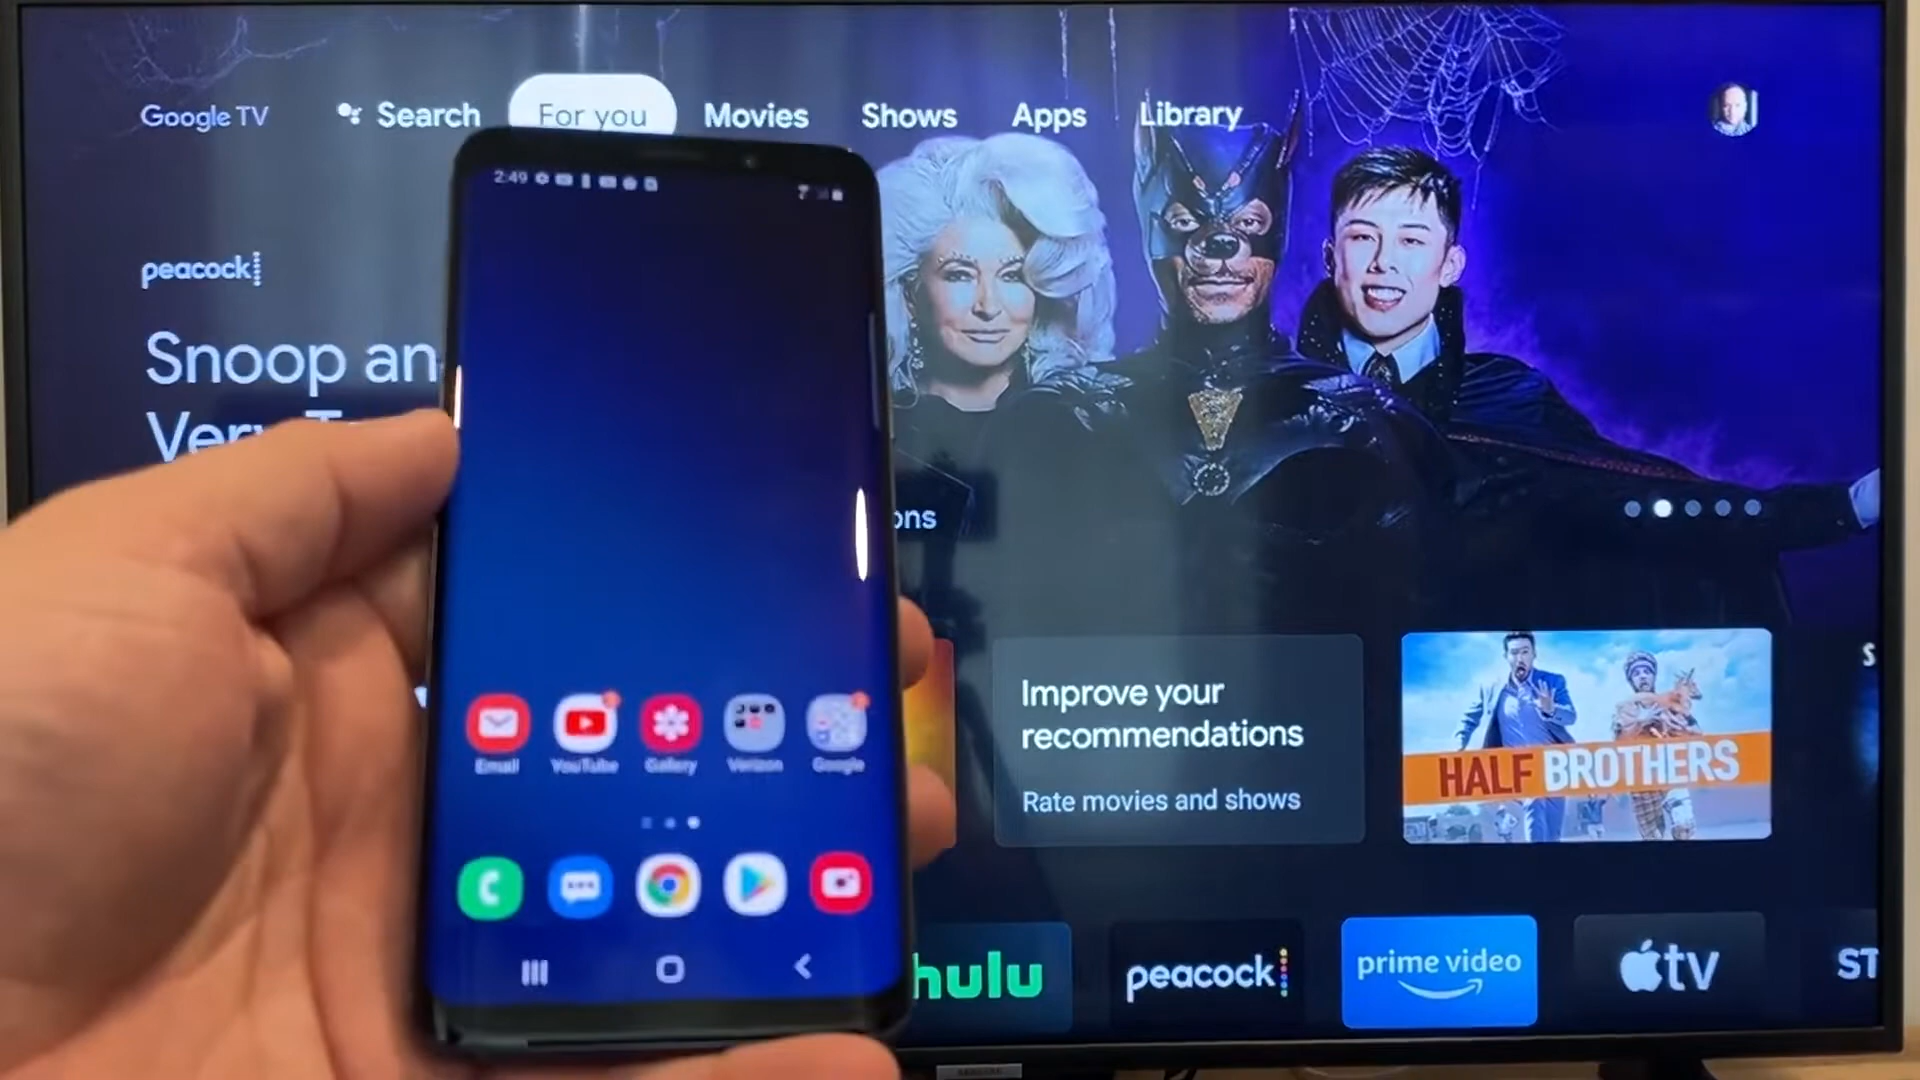 Google TV
Search
For you
Movies
Shows
Apps
Library
2:49
peacock
Snoop an
Very T
ons
Email
YouTube
Gallery
Verizon
Google
Improve your
recommendations
Rate movies and shows
HALF BROTHERS
hulu
peacock
prime video
tv
ST